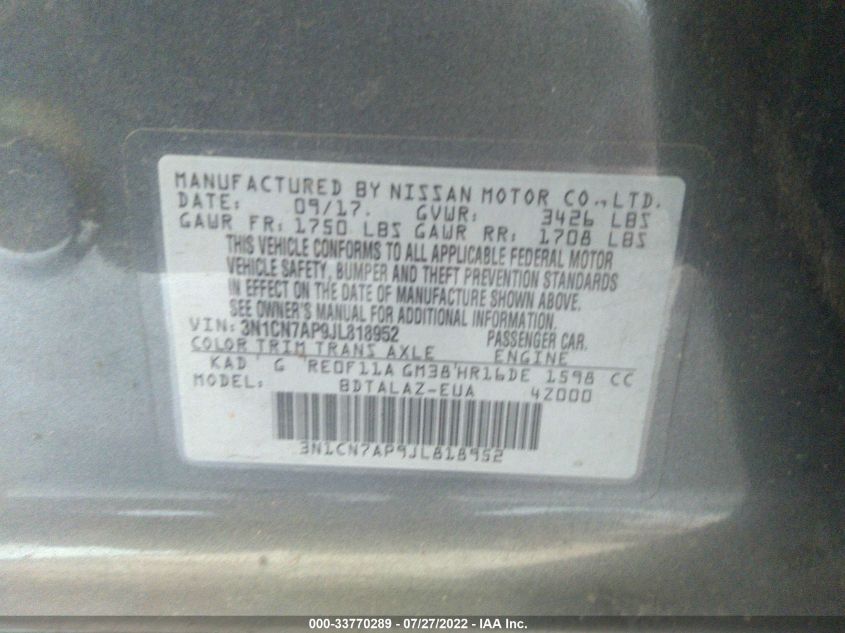 MANUFACTURED BY NISSAN MOTOR CO.,LTD.
DATE: 09/17. GVWR: 3426 LBS
GAWR FR: 1750 LBS GAWR RR: 1708 LBS
THIS VEHICLE CONFORMS TO ALL APPLICABLE FEDERAL MOTOR
VEHICLE SAFETY, BUMPER AND THEFT PREVENTION STANDARDS
IN EFFECT ON THE DATE OF MANUFACTURE SHOWN ABOVE.
SEE OWNER'S MANUAL FOR ADDITIONAL INFORMATION.
VIN: 3N1CN7AP9JL818952 PASSENGER CAR.
COLOR TRIM TRANS AXLE ENGINE
KAD ' G 'RE0F11A GM38'HR16DE 1598 CC
MODEL: BDTALAZ-EUA 4Z000
3N1CN7AP9JL818952
000-33770289 - 07/27/2022 - IAA Inc.